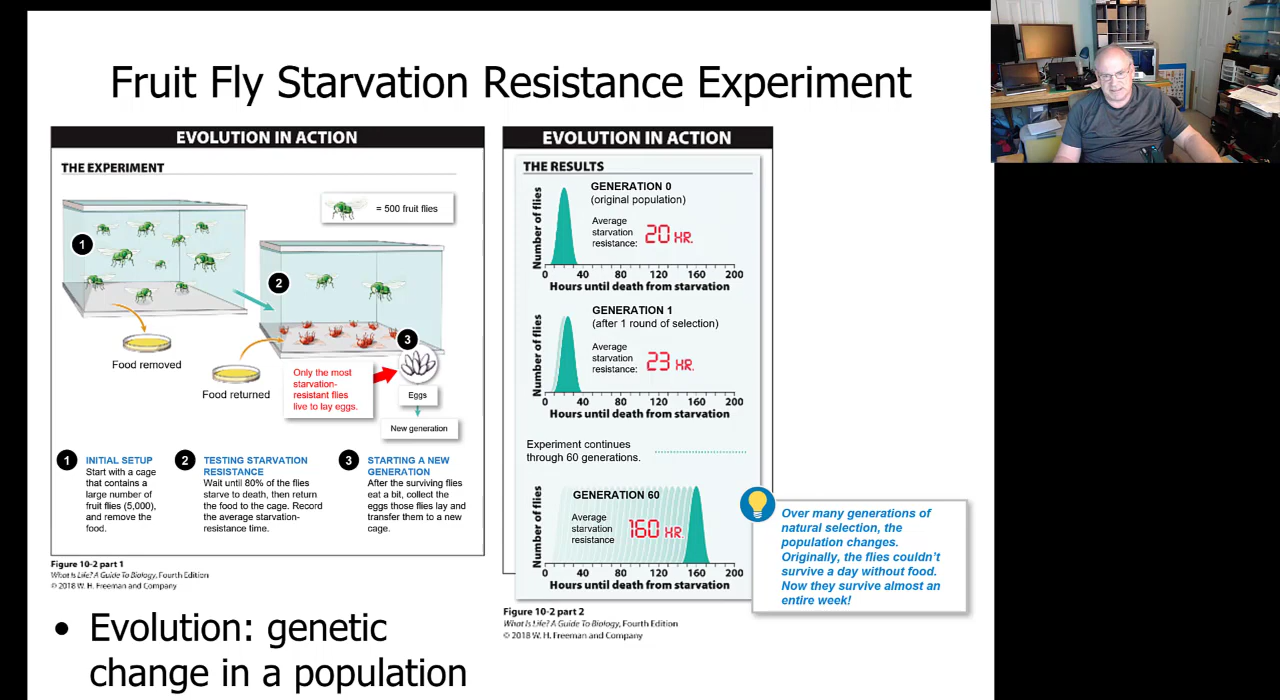 Fruit Fly Starvation Resistance Experiment
EVOLUTION IN ACTION
THE EXPERIMENT
= 500 fruit flies
1
2
3
Food removed
Food returned
Only the most
starvation-
resistant flies
live to lay eggs.
Eggs
New generation
1 INITIAL SETUP
Start with a cage
that contains a
large number of
fruit flies (5,000),
and remove the
food.
2 TESTING STARVATION
RESISTANCE
Wait until 80% of the flies
starve to death, then return
the food to the cage. Record
the average starvation-
resistance time.
3 STARTING A NEW
GENERATION
After the surviving flies
eat a bit, collect the
eggs those flies lay and
transfer them to a new
cage.
Figure 10-2 part 1
What Is Life? A Guide To Biology, Fourth Edition
© 2018 W. H. Freeman and Company
EVOLUTION IN ACTION
THE RESULTS
Number of flies
GENERATION 0
(original population)
Average
starvation
resistance:
20 HR.
0 40 80 120 160 200
Hours until death from starvation
Number of flies
GENERATION 1
(after 1 round of selection)
Average
starvation
resistance:
23 HR.
0 40 80 120 160 200
Hours until death from starvation
Experiment continues
through 60 generations.
Number of flies
GENERATION 60
Average
starvation
resistance
160 HR.
0 40 80 120 160 200
Hours until death from starvation
Figure 10-2 part 2
What Is Life? A Guide To Biology, Fourth Edition
© 2018 W. H. Freeman and Company
Over many generations of
natural selection, the
population changes.
Originally, the flies couldn't
survive a day without food.
Now they survive almost an
entire week!
• Evolution: genetic
change in a population